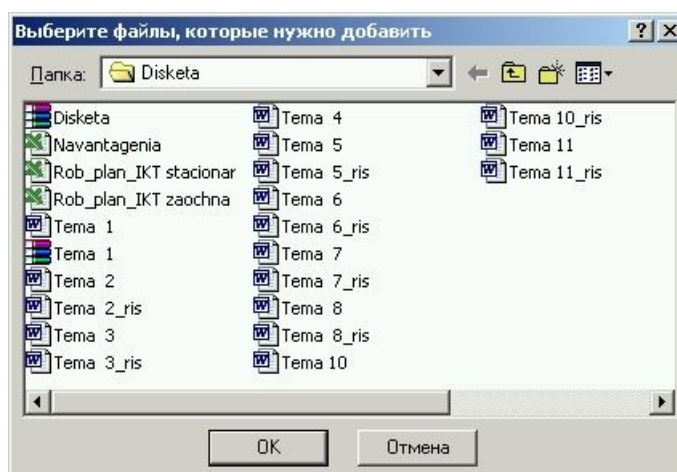 Выберите файлы, которые нужно добавить
Папка: Disketa
Disketa
Navantagenia
Rob_plan_IKT stacionar
Rob_plan_IKT zaochna
Tema 1
Tema 1
Tema 2
Tema 2_ris
Tema 3
Tema 3_ris
Tema 4
Tema 5
Tema 5_ris
Tema 6
Tema 6_ris
Tema 7
Tema 7_ris
Tema 8
Tema 8_ris
Tema 10
Tema 10_ris
Tema 11
Tema 11_ris
OK
Отмена